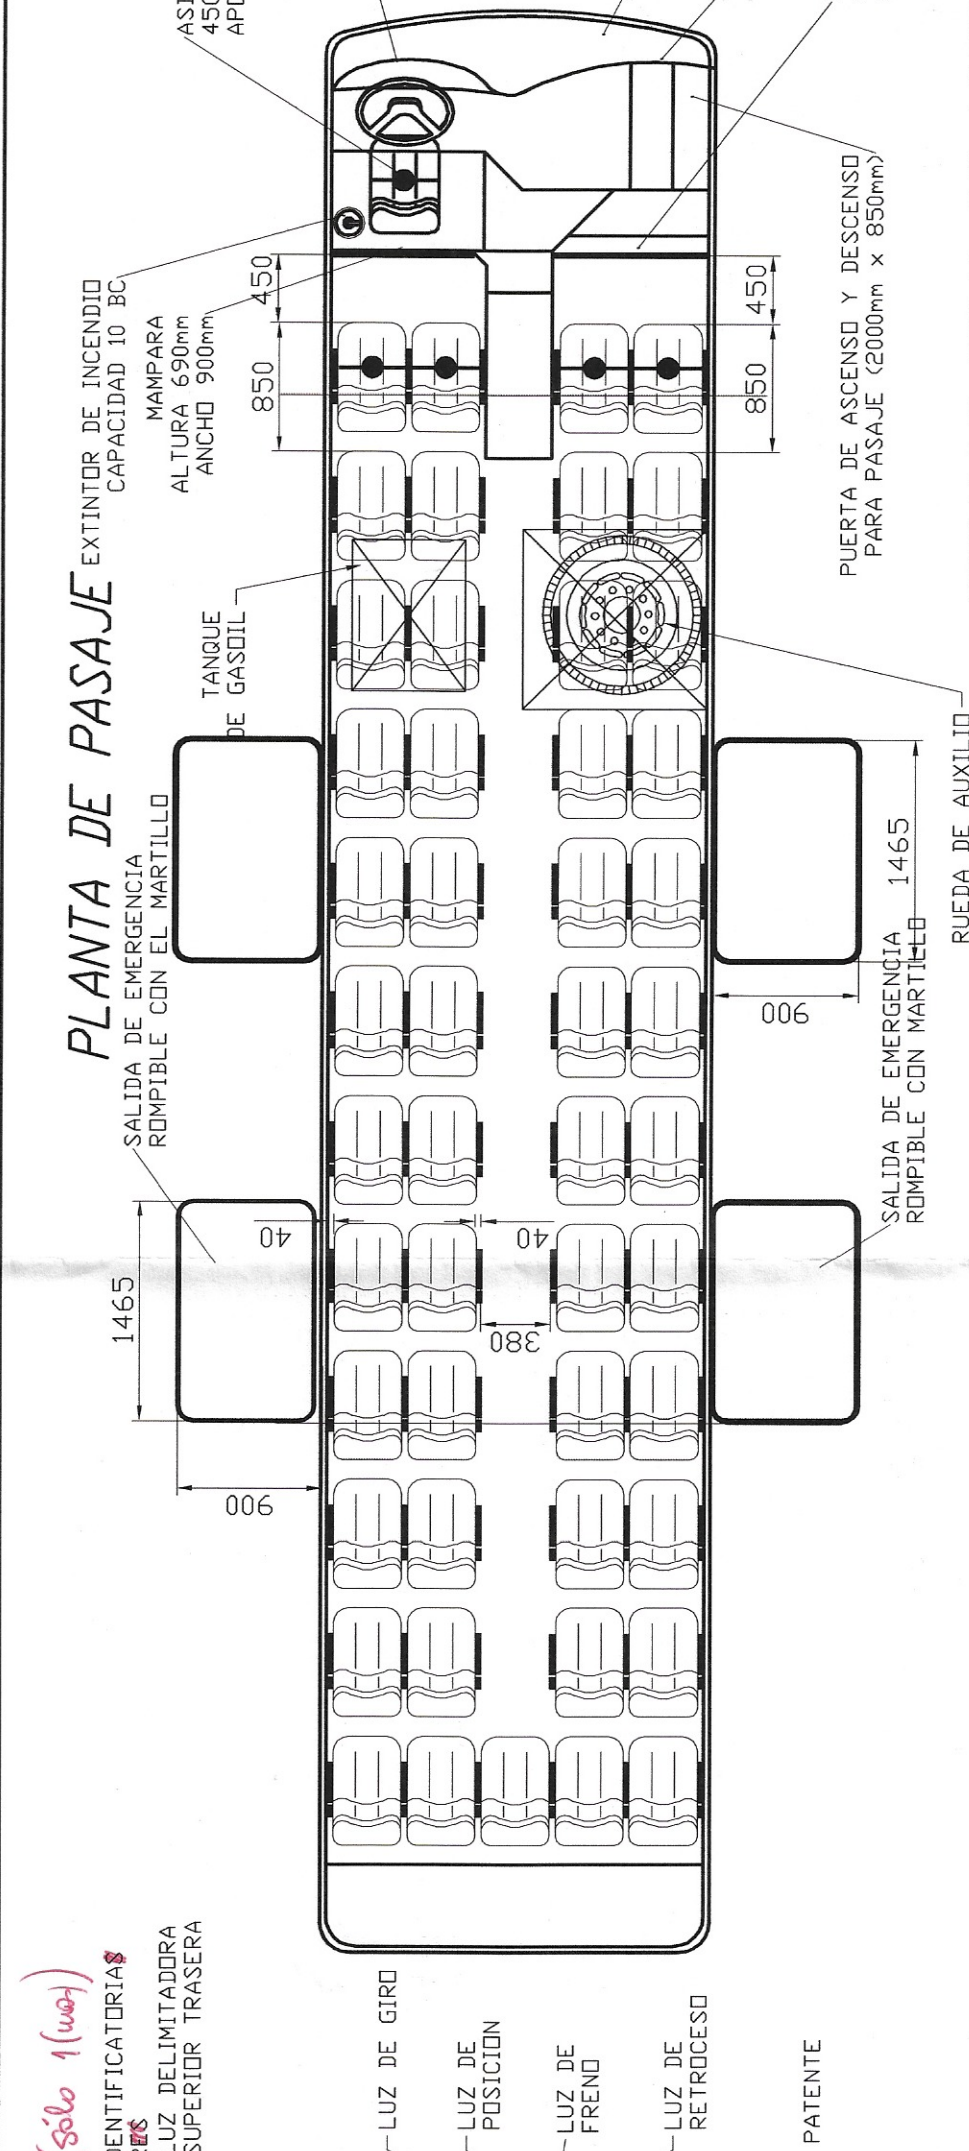 PLANTA DE PASAJE
EXTINTOR DE INCENDIO
CAPACIDAD 10 BC
MAMPARA
ALTURA 690mm
ANCHO 900mm
TANQUE
DE GASOIL
SALIDA DE EMERGENCIA
ROMPIBLE CON EL MARTILLO
450
850
450
850
PUERTA DE ASCENSO Y DESCENSO
PARA PASAJE (2000mm x 850mm)
RUEDA DE AUXILIO
1465
900
SALIDA DE EMERGENCIA
ROMPIBLE CON MARTILLO
40
40
380
1465
900
Sólo 1
LUZ DELIMITADORA
SUPERIOR TRASERA
LUZ DE GIRO
LUZ DE
POSICION
LUZ DE
FRENO
LUZ DE
RETROCESO
PATENTE